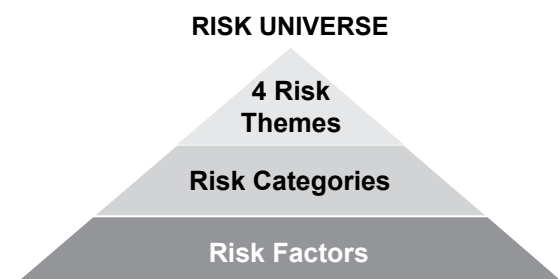 RISK UNIVERSE
4 Risk
Themes
Risk Categories
Risk Factors